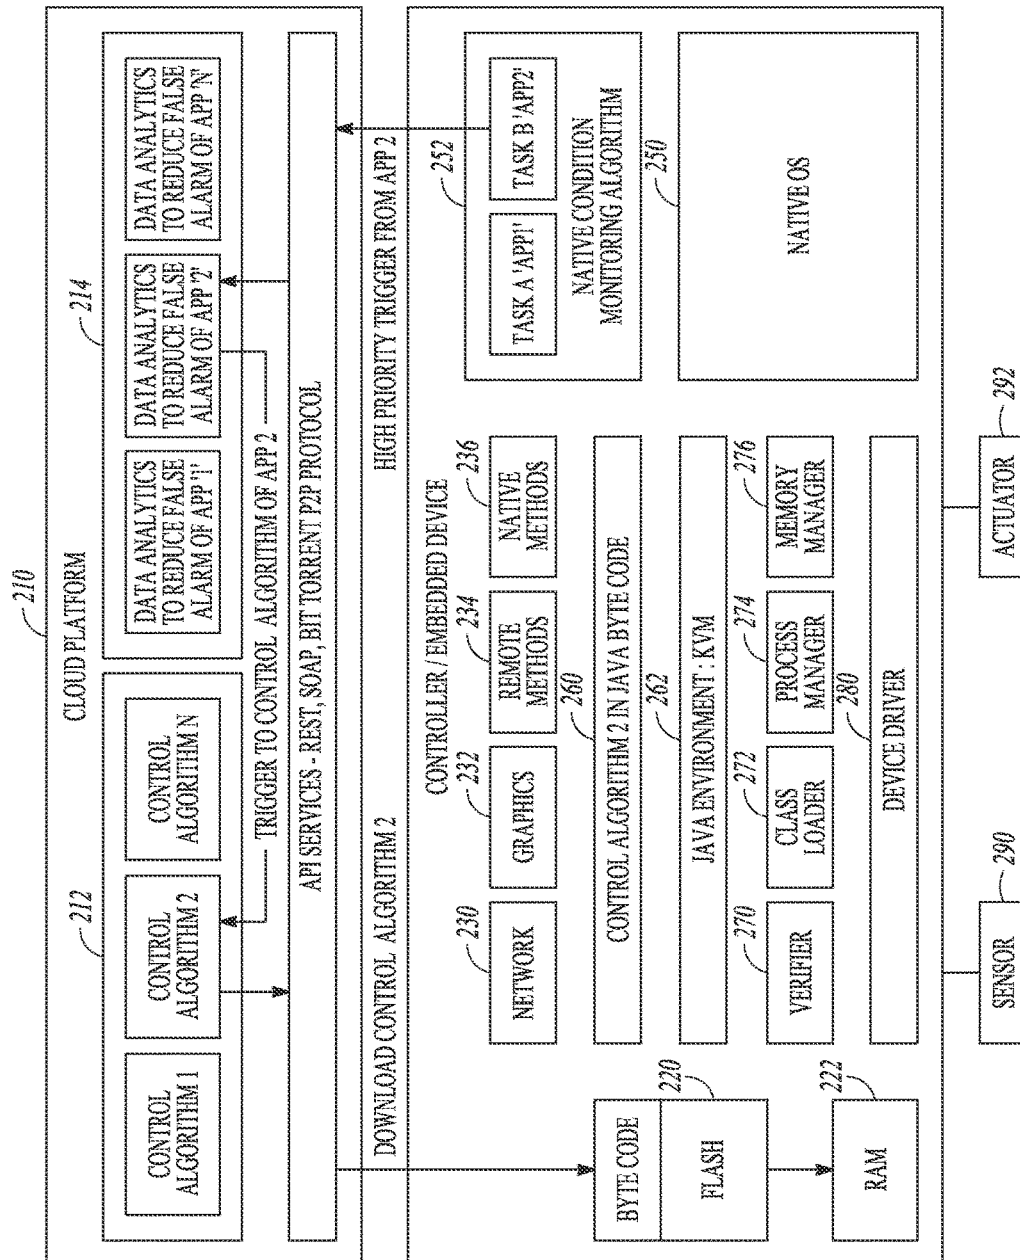 210
CLOUD PLATFORM
212
CONTROL
ALGORITHM 1
CONTROL
ALGORITHM 2
CONTROL
ALGORITHM N
214
DATA ANALYTICS
TO REDUCE FALSE
ALARM OF APP '1'
DATA ANALYTICS
TO REDUCE FALSE
ALARM OF APP '2'
DATA ANALYTICS
TO REDUCE FALSE
ALARM OF APP 'N'
TRIGGER TO CONTROL ALGORITHM OF APP 2
API SERVICES - REST, SOAP, BIT TORRENT P2P PROTOCOL
DOWNLOAD CONTROL ALGORITHM 2
HIGH PRIORITY TRIGGER FROM APP 2
CONTROLLER / EMBEDDED DEVICE
230
NETWORK
232
GRAPHICS
234
REMOTE
METHODS
236
NATIVE
METHODS
252
TASK A 'APP1'
TASK B 'APP2'
NATIVE CONDITION
MONITORING ALGORITHM
260
CONTROL ALGORITHM 2 IN JAVA BYTE CODE
262
JAVA ENVIRONMENT : KVM
250
NATIVE OS
BYTE CODE
220
FLASH
222
RAM
270
VERIFIER
272
CLASS
LOADER
274
PROCESS
MANAGER
276
MEMORY
MANAGER
280
DEVICE DRIVER
290
SENSOR
292
ACTUATOR